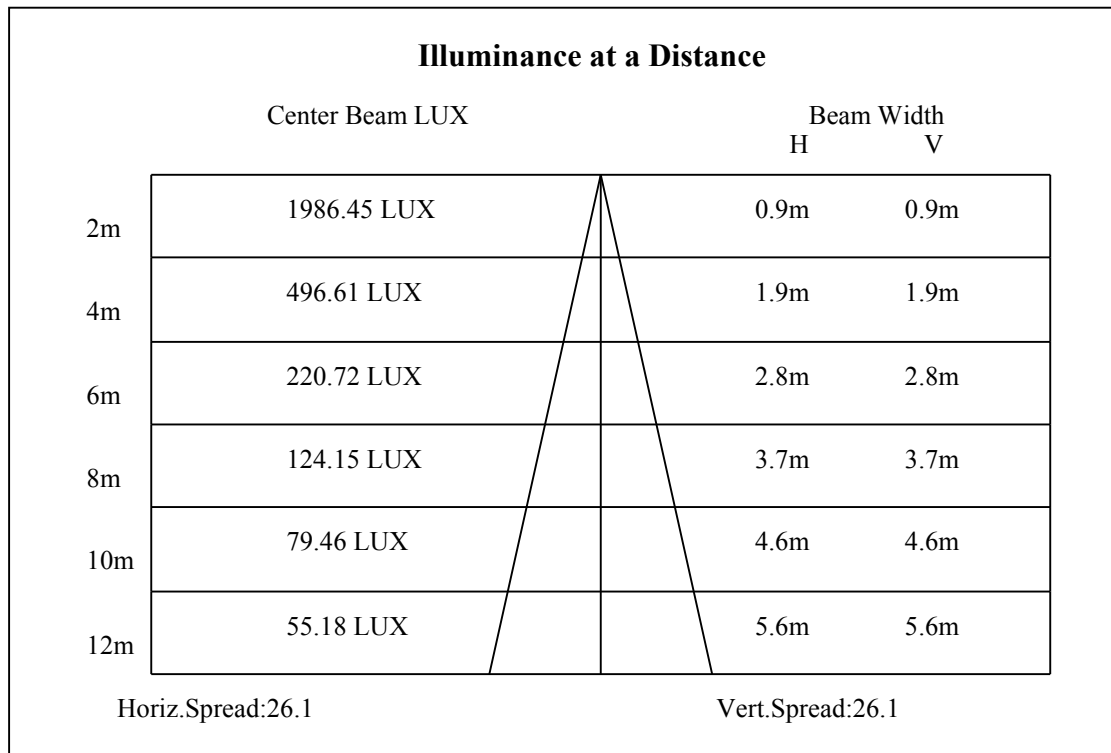 Illuminance at a Distance
Center Beam LUX Beam Width
H V
2m 1986.45 LUX 0.9m 0.9m
4m 496.61 LUX 1.9m 1.9m
6m 220.72 LUX 2.8m 2.8m
8m 124.15 LUX 3.7m 3.7m
10m 79.46 LUX 4.6m 4.6m
12m 55.18 LUX 5.6m 5.6m
Horiz.Spread:26.1 Vert.Spread:26.1